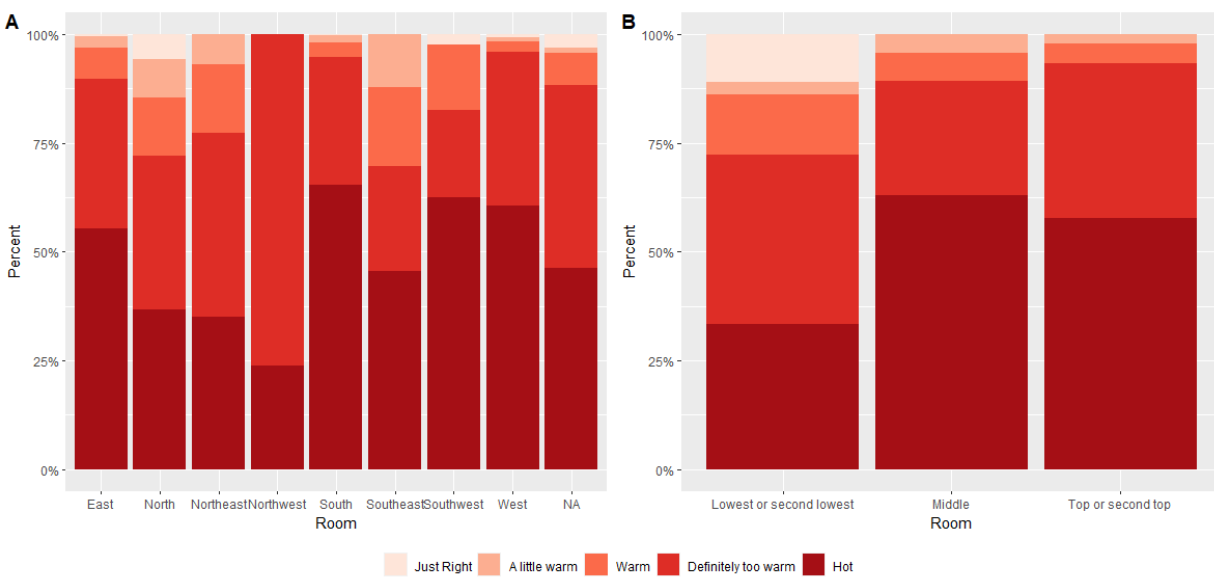 A
B
100%
75%
50%
25%
0%
Percent
East North Northeast Northwest South Southeast Southwest West NA
Room
100%
75%
50%
25%
0%
Percent
Lowest or second lowest Middle Top or second top
Room
Just Right A little warm Warm Definitely too warm Hot